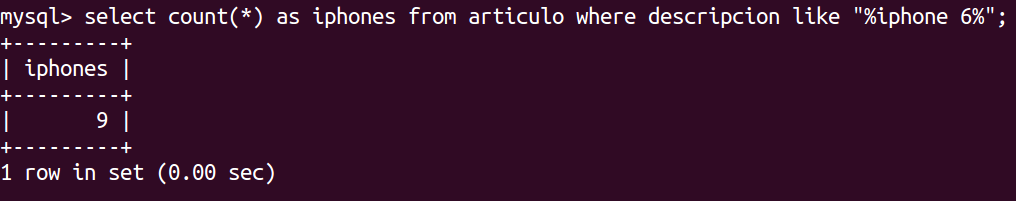 mysql> select count(*) as iphones from articulo where descripcion like "%iphone 6%";
+---------+
| iphones |
+---------+
|       9 |
+---------+
1 row in set (0.00 sec)